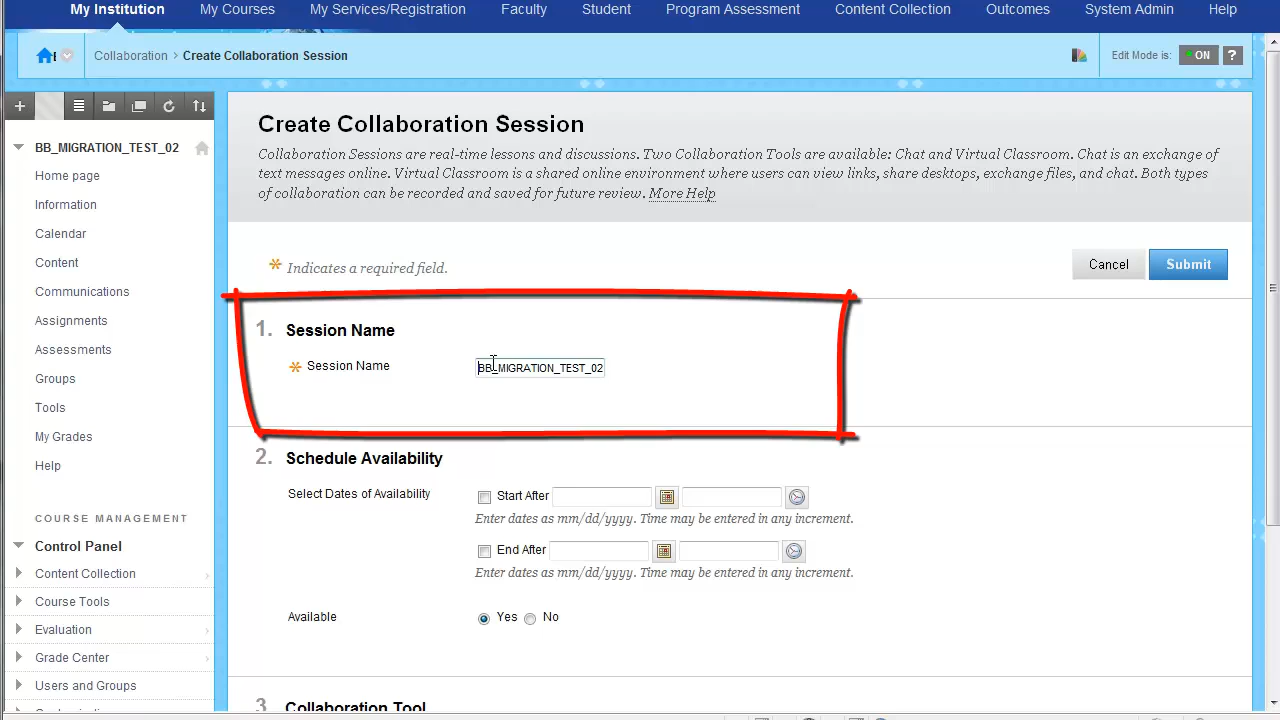 My Institution My Courses My Services/Registration Faculty Student Program Assessment Content Collection Outcomes System Admin Help
Collaboration > Create Collaboration Session
Edit Mode is: ON ?
BB_MIGRATION_TEST_02
Home page
Information
Calendar
Content
Communications
Assignments
Assessments
Groups
Tools
My Grades
Help
COURSE MANAGEMENT
Control Panel
Content Collection
Course Tools
Evaluation
Grade Center
Users and Groups
Create Collaboration Session
Collaboration Sessions are real-time lessons and discussions. Two Collaboration Tools are available: Chat and Virtual Classroom. Chat is an exchange of
text messages online. Virtual Classroom is a shared online environment where users can view links, share desktops, exchange files, and chat. Both types
of collaboration can be recorded and saved for future review. More Help
* Indicates a required field.
Cancel Submit
1. Session Name
* Session Name BB_MIGRATION_TEST_02
2. Schedule Availability
Select Dates of Availability Start After
Enter dates as mm/dd/yyyy. Time may be entered in any increment.
End After
Enter dates as mm/dd/yyyy. Time may be entered in any increment.
Available Yes No
3 Collaboration Tool